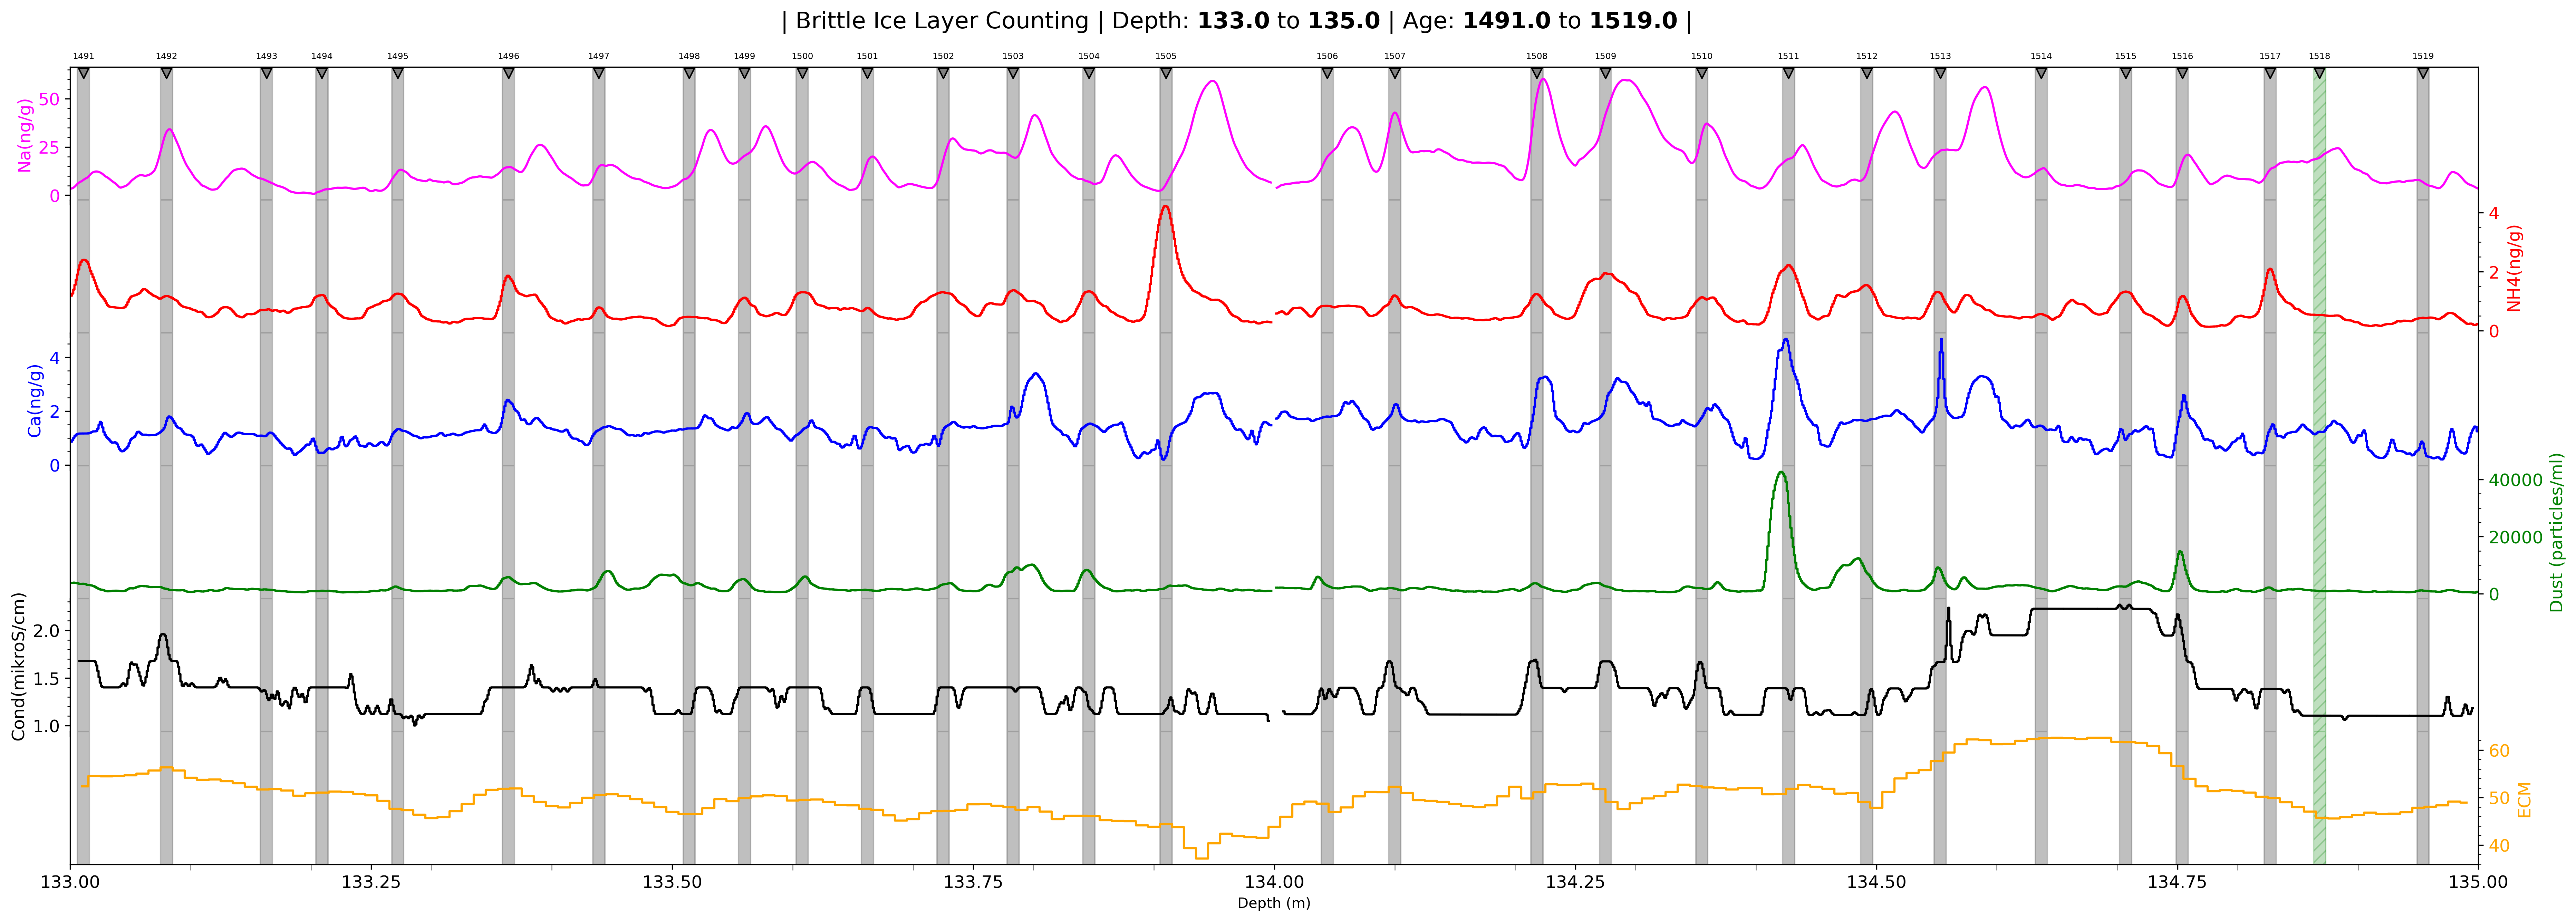 | Brittle Ice Layer Counting | Depth: 133.0 to 135.0 | Age: 1491.0 to 1519.0 |
1491 1492 1493 1494 1495 1496 1497 1498 1499 1500 1501 1502 1503 1504 1505 1506 1507 1508 1509 1510 1511 1512 1513 1514 1515 1516 1517 1518 1519
Na(ng/g)
50
25
0
NH4(ng/g)
4
2
0
Ca(ng/g)
4
2
0
Dust (particles/ml)
40000
20000
0
Cond(mikroS/cm)
2.0
1.5
1.0
ECM
60
50
40
133.00 133.25 133.50 133.75 134.00 134.25 134.50 134.75 135.00
Depth (m)